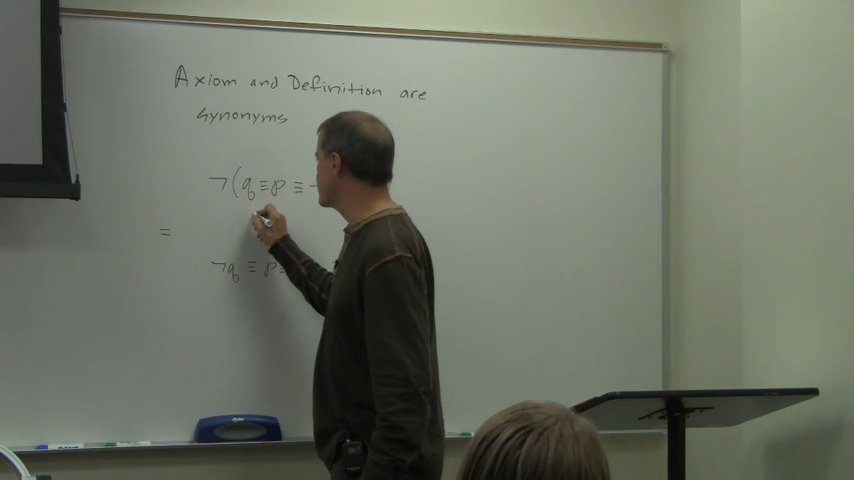 Axiom and Definition are
synonyms
¬(q ≡ p ≡ ¬
=
¬q ≡ p ≡